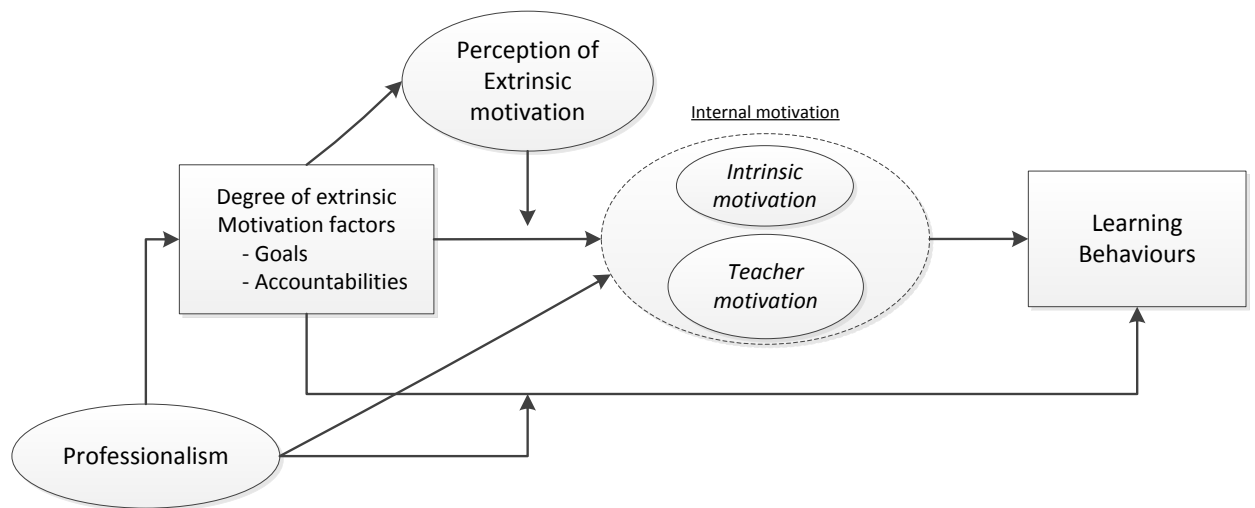 Perception of
Extrinsic
motivation
Internal motivation
Intrinsic
motivation
Degree of extrinsic
Motivation factors
- Goals
- Accountabilities
Learning
Behaviours
Teacher
motivation
Professionalism